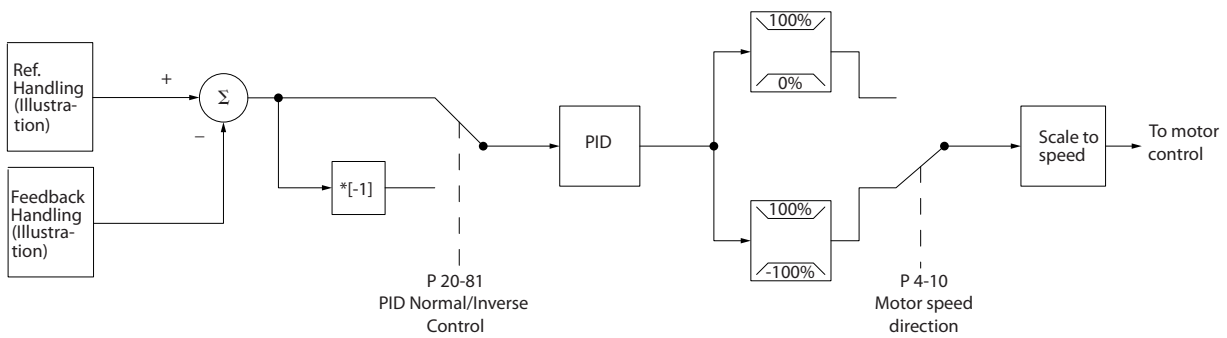 Ref.
Handling
(Illustra-
tion)
+
Σ
−
Feedback
Handling
(Illustra-
tion)
*[-1]
P 20-81
PID Normal/Inverse
Control
PID
100%
0%
100%
-100%
P 4-10
Motor speed
direction
Scale to
speed
To motor
control